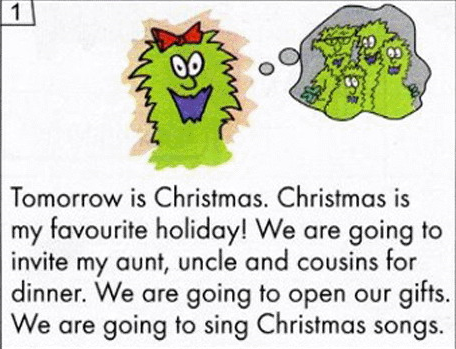 1
Tomorrow is Christmas. Christmas is
my favourite holiday! We are going to
invite my aunt, uncle and cousins for
dinner. We are going to open our gifts.
We are going to sing Christmas songs.